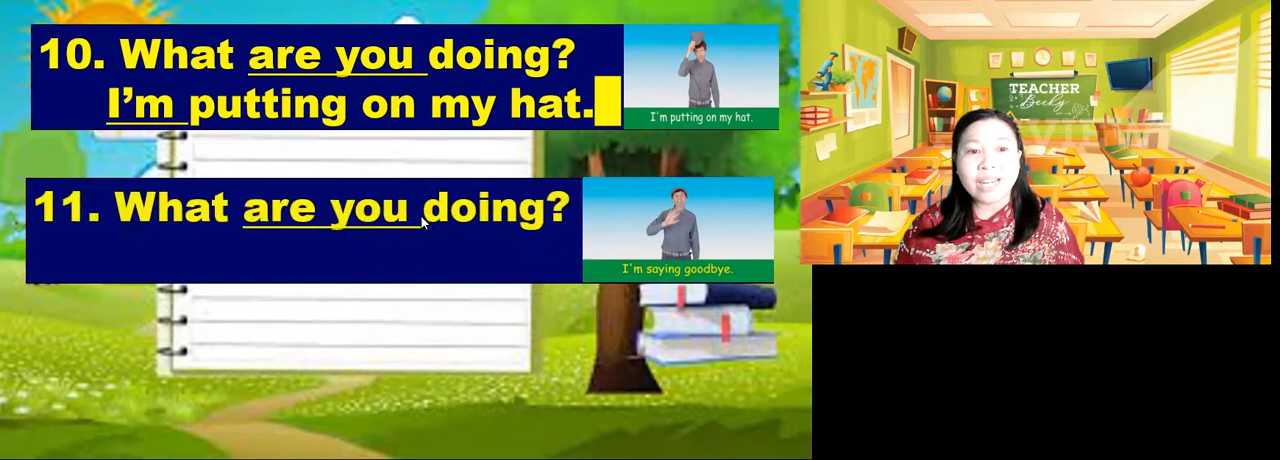 10. What are you doing?
I'm putting on my hat.
I'm putting on my hat.
11. What are you doing?
I'm saying goodbye.
TEACHER
Becky